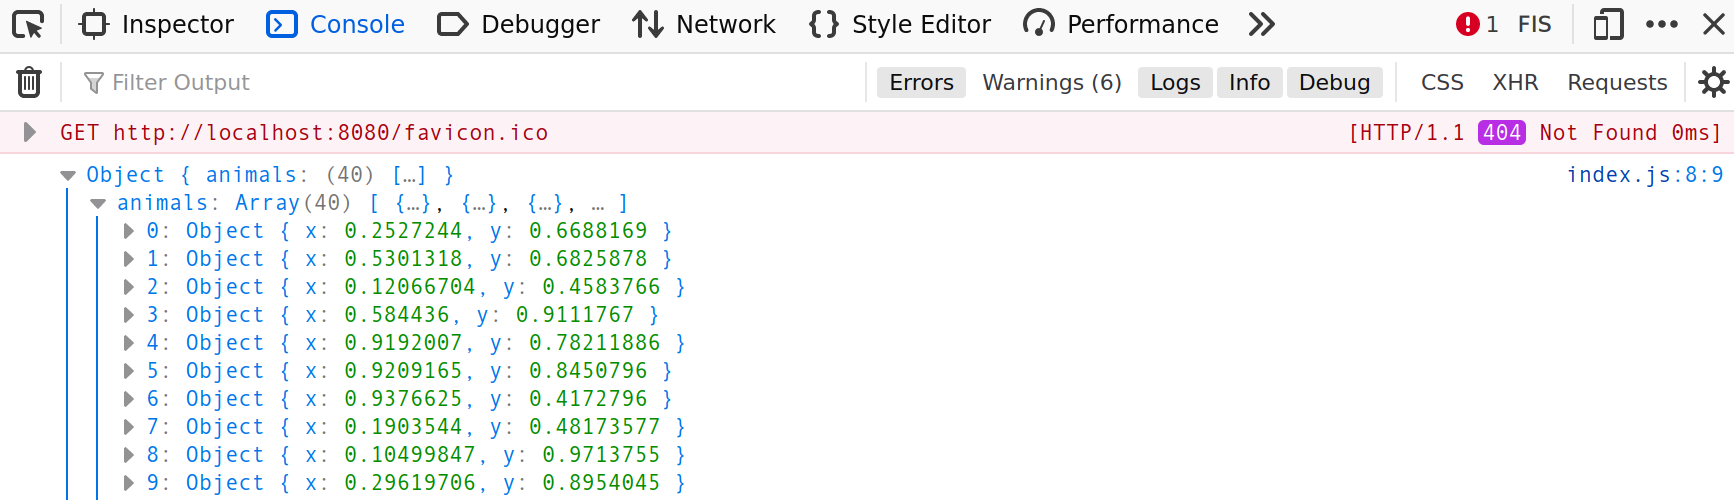 Inspector Console Debugger Network Style Editor Performance 1 FIS
Filter Output Errors Warnings (6) Logs Info Debug CSS XHR Requests
GET http://localhost:8080/favicon.ico [HTTP/1.1 404 Not Found 0ms]
Object { animals: (40) […] } index.js:8:9
animals: Array(40) [ {…}, {…}, {…}, … ]
0: Object { x: 0.2527244, y: 0.6688169 }
1: Object { x: 0.5301318, y: 0.6825878 }
2: Object { x: 0.12066704, y: 0.4583766 }
3: Object { x: 0.584436, y: 0.9111767 }
4: Object { x: 0.9192007, y: 0.78211886 }
5: Object { x: 0.9209165, y: 0.8450796 }
6: Object { x: 0.9376625, y: 0.4172796 }
7: Object { x: 0.1903544, y: 0.48173577 }
8: Object { x: 0.10499847, y: 0.9713755 }
9: Object { x: 0.29619706, y: 0.8954045 }